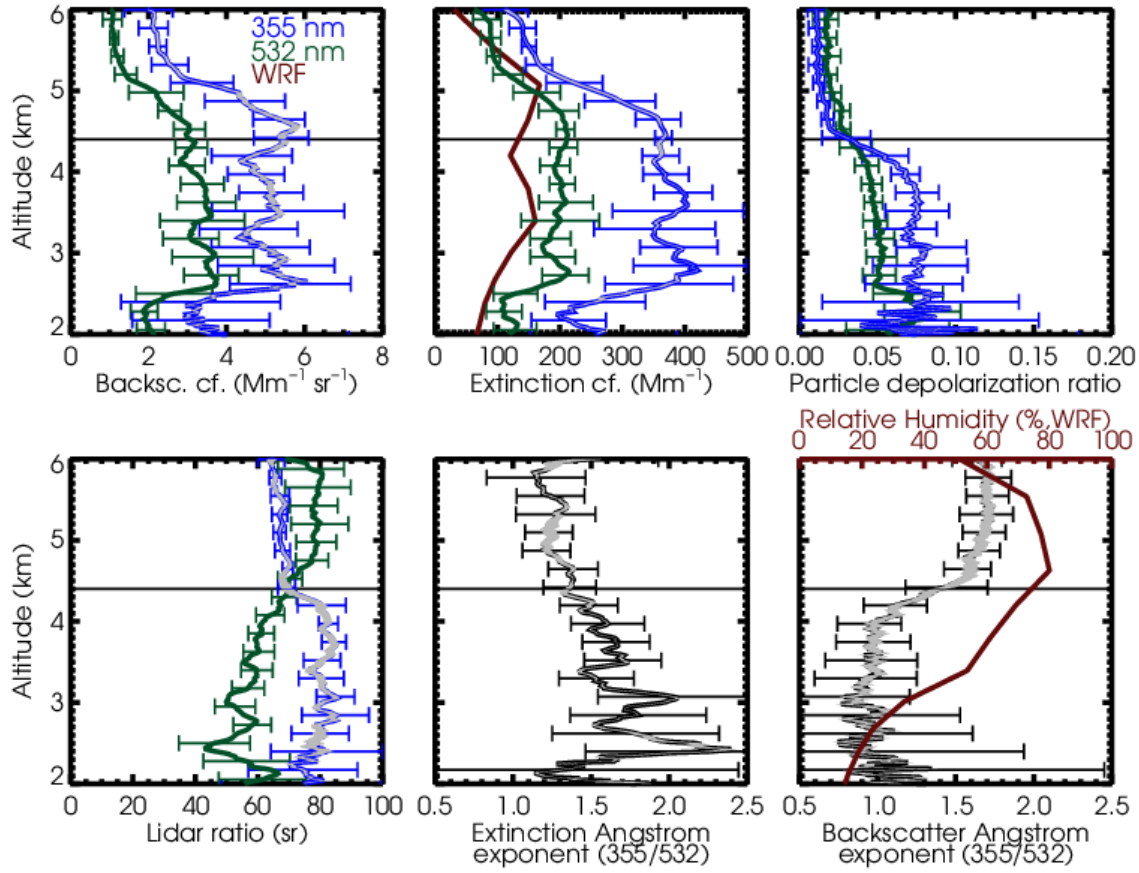 6
5
4
3
2
Altitude (km)
355 nm
532 nm
WRF
0 2 4 6 8
0 100 200 300 400 500
0.00 0.05 0.10 0.15 0.20
Backsc. cf. (Mm⁻¹ sr⁻¹)
Extinction cf. (Mm⁻¹)
Particle depolarization ratio
Relative Humidity (%,WRF)
0 20 40 60 80 100
6
5
4
3
2
Altitude (km)
0 20 40 60 80 100
0.5 1.0 1.5 2.0 2.5
0.5 1.0 1.5 2.0 2.5
Lidar ratio (sr)
Extinction Angstrom
exponent (355/532)
Backscatter Angstrom
exponent (355/532)